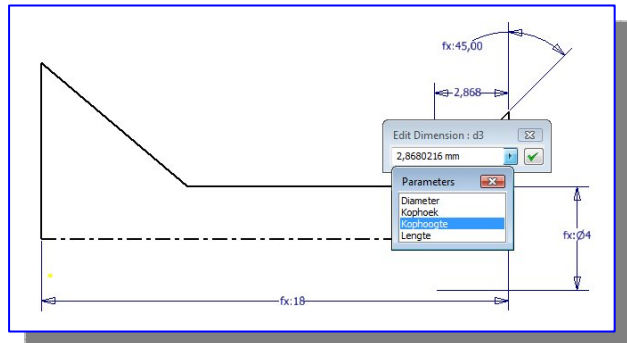 fx:45,00
2,868
Edit Dimension : d3
2,8680216 mm
Parameters
Diameter
Kophoek
Kophoogte
Lengte
fx:Ø4
fx:18